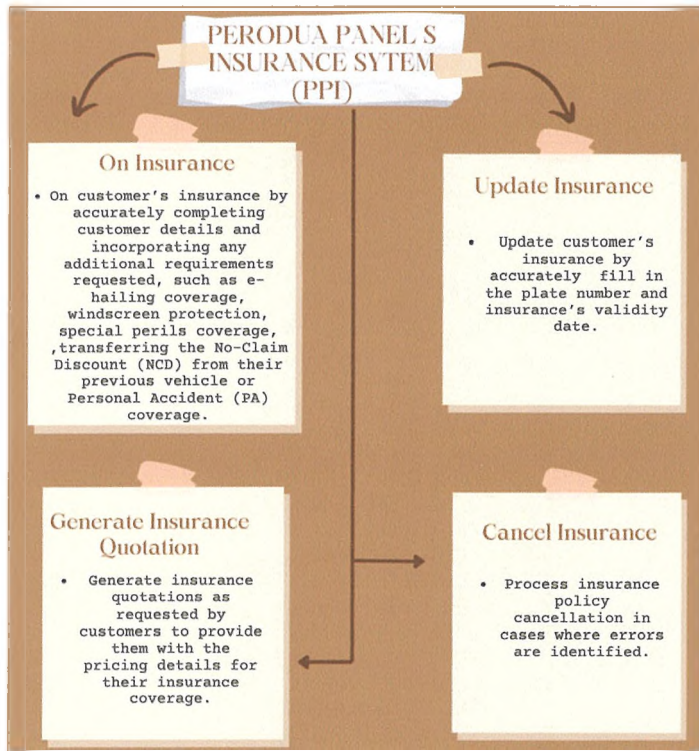 PERODUA PANEL S
INSURANCE SYTEM
(PPI)
On Insurance
• On customer's insurance by
accurately completing
customer details and
incorporating any
additional requirements
requested, such as e-
hailing coverage,
windscreen protection,
special perils coverage,
,transferring the No-Claim
Discount (NCD) from their
previous vehicle or
Personal Accident (PA)
coverage.
Update Insurance
• Update customer's
insurance by
accurately fill in
the plate number and
insurance's validity
date.
Generate Insurance
Quotation
• Generate insurance
quotations as
requested by
customers to provide
them with the
pricing details for
their insurance
coverage.
Cancel Insurance
• Process insurance
policy
cancellation in
cases where errors
are identified.